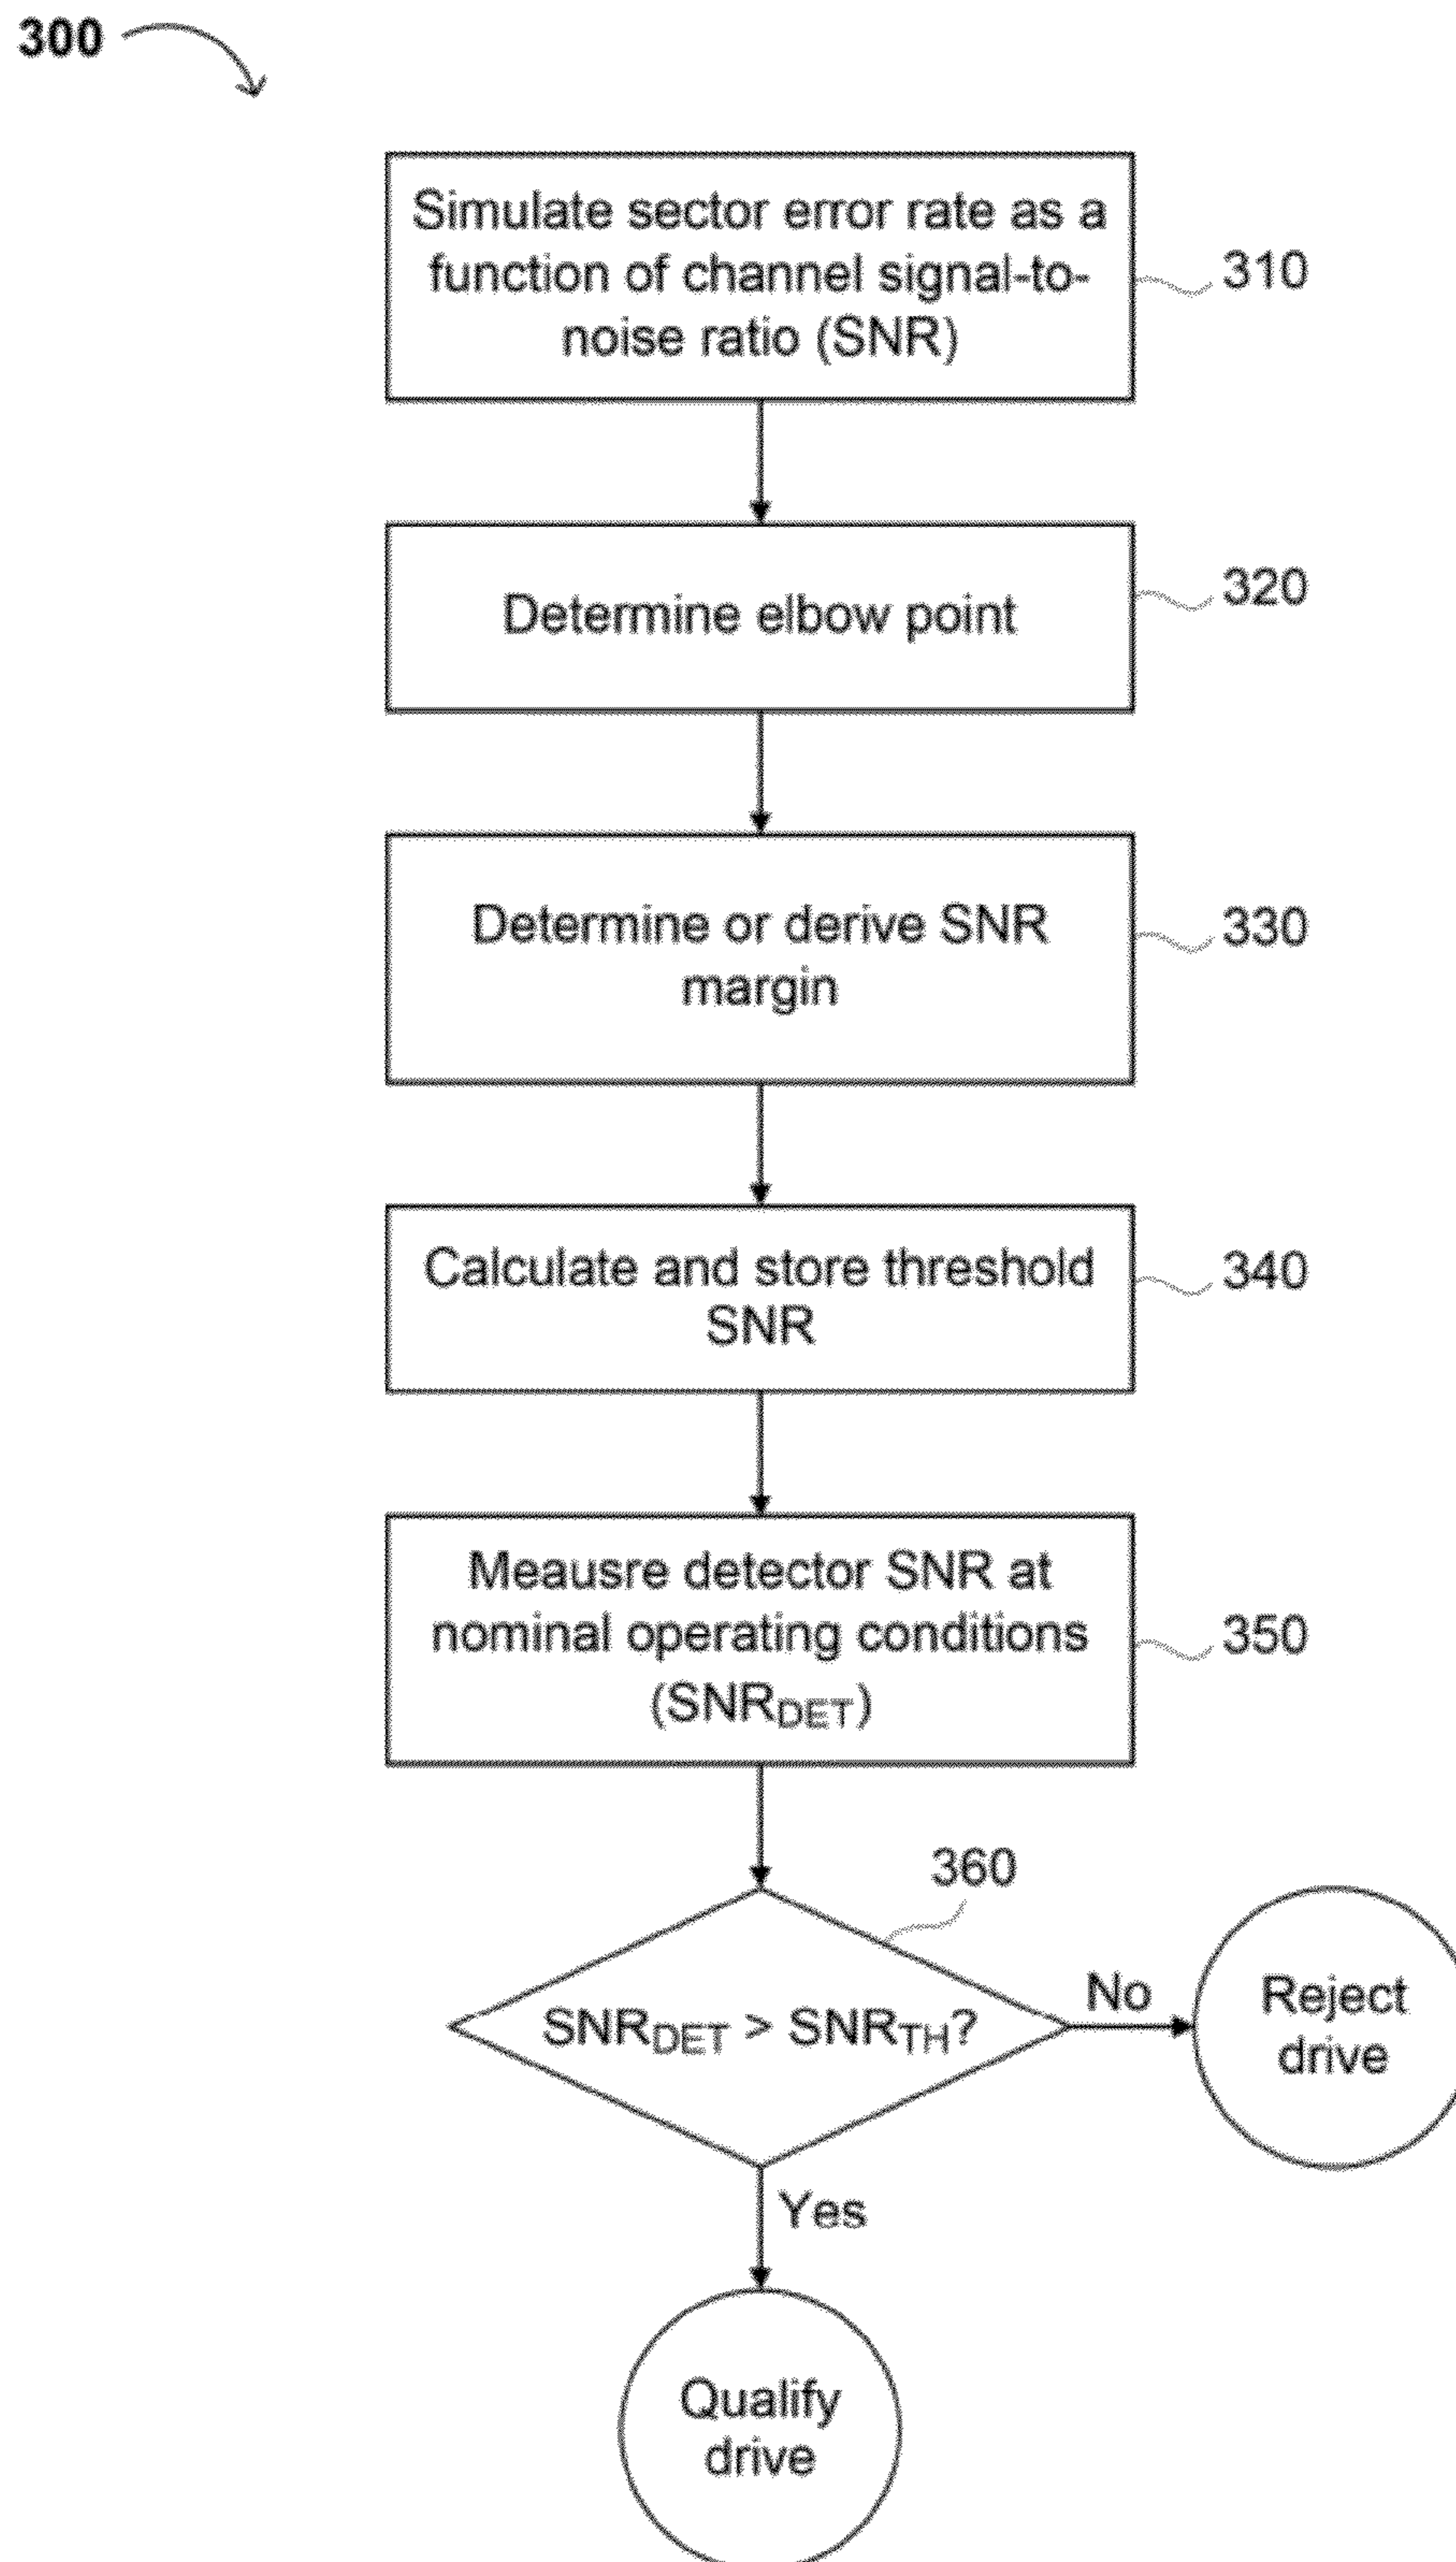 300
Simulate sector error rate as a
function of channel signal-to-
noise ratio (SNR)
310
Determine elbow point
320
Determine or derive SNR
margin
330
Calculate and store threshold
SNR
340
Meausre detector SNR at
nominal operating conditions
(SNRDET)
350
360
SNRDET > SNRTH?
No
Reject
drive
Yes
Qualify
drive